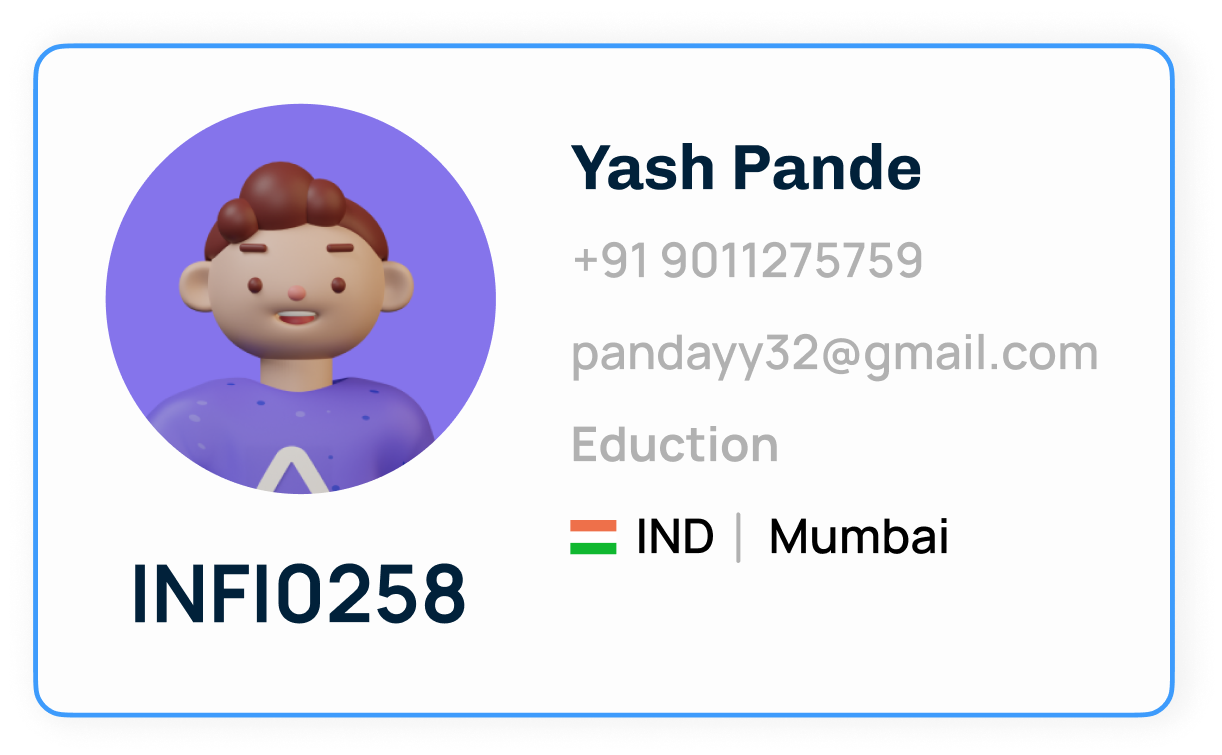 Yash Pande
+91 9011275759
pandayy32@gmail.com
Eduction
IND | Mumbai
INFI0258